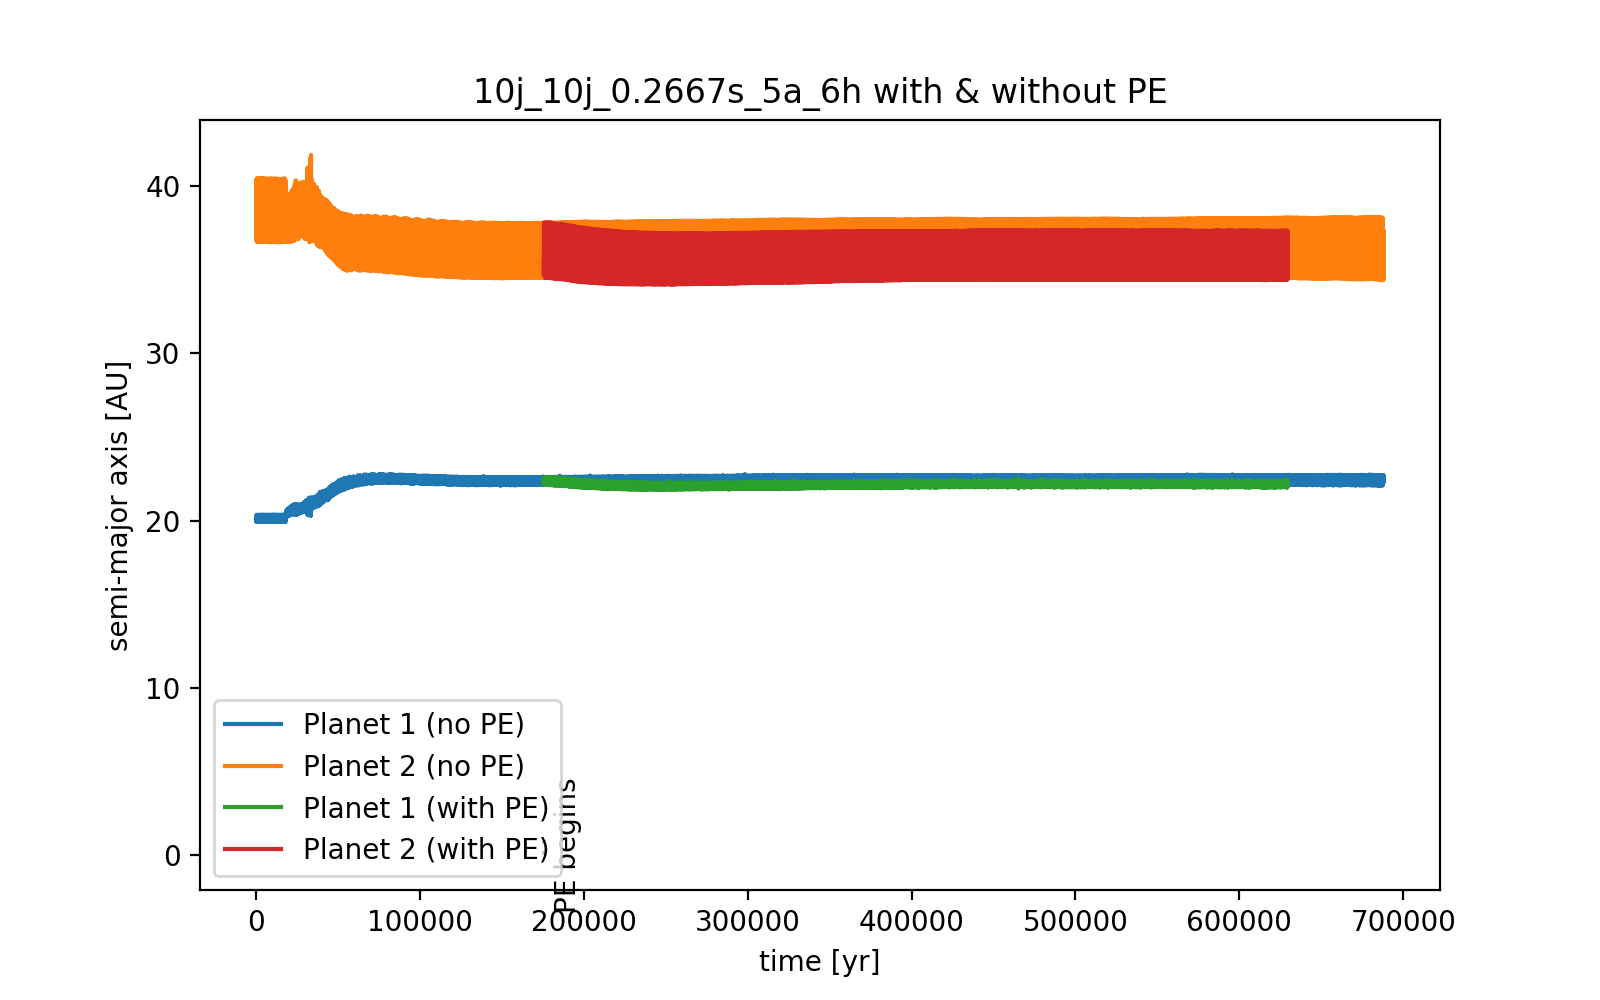 10j_10j_0.2667s_5a_6h with & without PE
40
30
20
10
0
semi-major axis [AU]
Planet 1 (no PE)
Planet 2 (no PE)
Planet 1 (with PE)
Planet 2 (with PE)
PE begins
0
100000
200000
300000
400000
500000
600000
700000
time [yr]